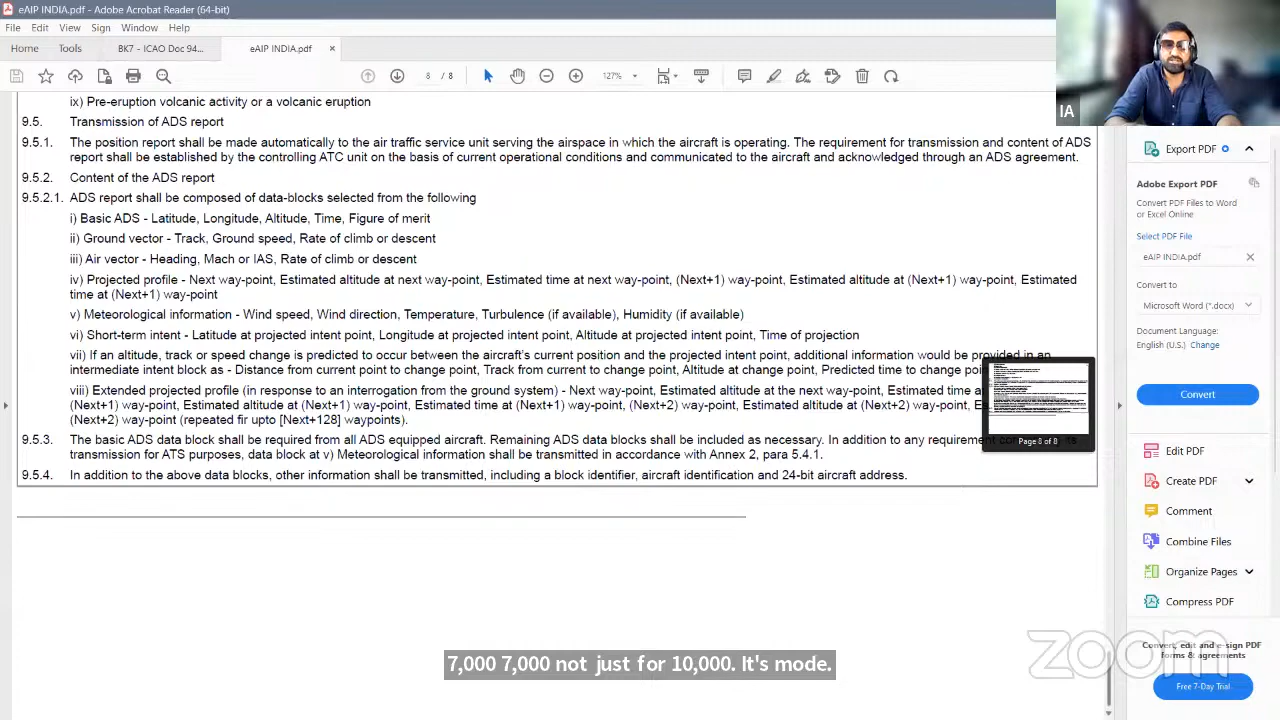 eAIP INDIA.pdf - Adobe Acrobat Reader (64-bit)
File Edit View Sign Window Help
Home Tools BK7 - ICAO Doc 94... eAIP INDIA.pdf ×
8 / 8 127%
IA
ix) Pre-eruption volcanic activity or a volcanic eruption
9.5. Transmission of ADS report
9.5.1. The position report shall be made automatically to the air traffic service unit serving the airspace in which the aircraft is operating. The requirement for transmission and content of ADS
report shall be established by the controlling ATC unit on the basis of current operational conditions and communicated to the aircraft and acknowledged through an ADS agreement.
9.5.2. Content of the ADS report
9.5.2.1. ADS report shall be composed of data-blocks selected from the following
i) Basic ADS - Latitude, Longitude, Altitude, Time, Figure of merit
ii) Ground vector - Track, Ground speed, Rate of climb or descent
iii) Air vector - Heading, Mach or IAS, Rate of climb or descent
iv) Projected profile - Next way-point, Estimated altitude at next way-point, Estimated time at next way-point, (Next+1) way-point, Estimated altitude at (Next+1) way-point, Estimated
time at (Next+1) way-point
v) Meteorological information - Wind speed, Wind direction, Temperature, Turbulence (if available), Humidity (if available)
vi) Short-term intent - Latitude at projected intent point, Longitude at projected intent point, Altitude at projected intent point, Time of projection
vii) If an altitude, track or speed change is predicted to occur between the aircraft's current position and the projected intent point, additional information would be provided in an
intermediate intent block as - Distance from current point to change point, Track from current to change point, Altitude at change point, Predicted time to change
viii) Extended projected profile (in response to an interrogation from the ground system) - Next way-point, Estimated altitude at the next way-point, Estimated time
(Next+1) way-point, Estimated altitude at (Next+1) way-point, Estimated time at (Next+1) way-point, (Next+2) way-point, Estimated altitude at (Next+2) way-point,
(Next+2) way-point (repeated fir upto [Next+128] waypoints).
9.5.3. The basic ADS data block shall be required from all ADS equipped aircraft. Remaining ADS data blocks shall be included as necessary. In addition to any requirement
transmission for ATS purposes, data block at v) Meteorological information shall be transmitted in accordance with Annex 2, para 5.4.1.
9.5.4. In addition to the above data blocks, other information shall be transmitted, including a block identifier, aircraft identification and 24-bit aircraft address.
Page 8 of 8
7,000 7,000 not just for 10,000. It's mode.
Export PDF
Adobe Export PDF
Convert PDF Files to Word
or Excel Online
Select PDF File
eAIP INDIA.pdf ×
Convert to
Microsoft Word (*.docx)
Document Language:
English (U.S.) Change
Convert
Edit PDF
Create PDF
Comment
Combine Files
Organize Pages
Compress PDF
zoom
Convert, edit and e-sign PDF
forms & agreements
Free 7-Day Trial